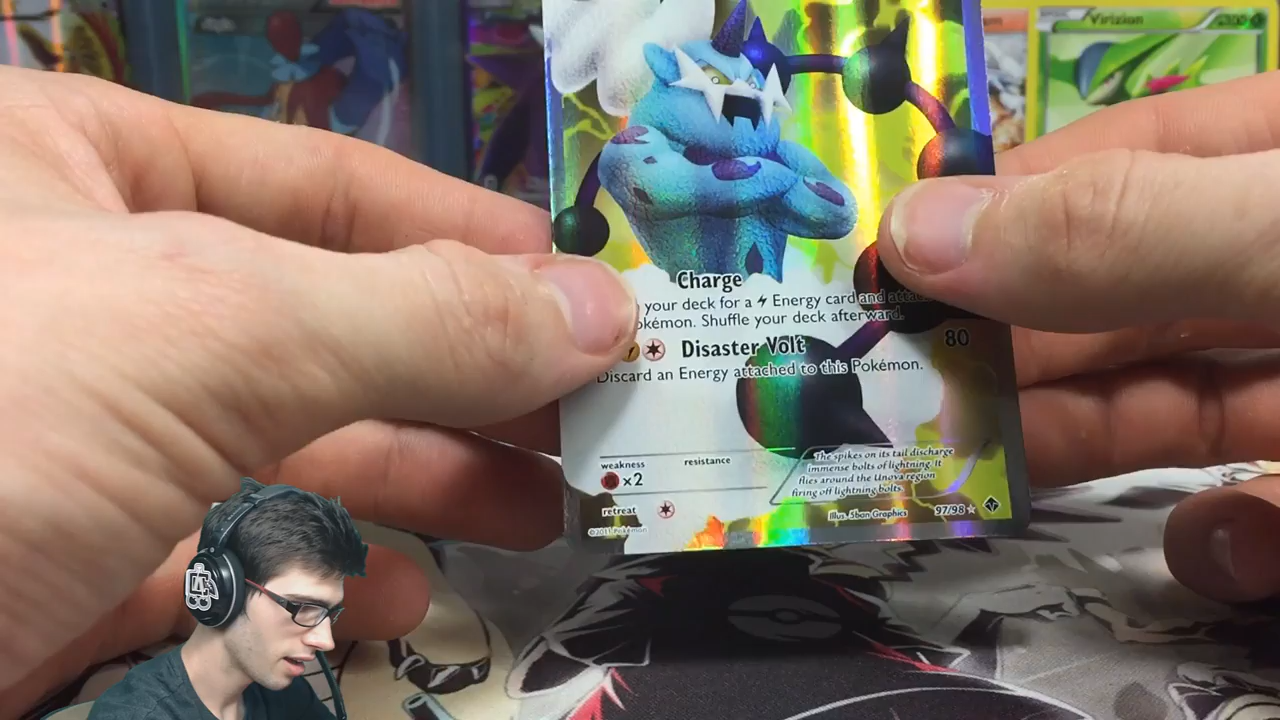 Virizion
Charge
your deck for a Energy card and atta
okémon. Shuffle your deck afterward.
Disaster Volt 80
Discard an Energy attached to this Pokémon.
weakness resistance
×2
retreat
The spikes on its tail discharge
immense bolts of lightning. It
flies around the Unova region
firing off lightning bolts.
©2011 Pokémon
Illus. 5ban Graphics 97/98